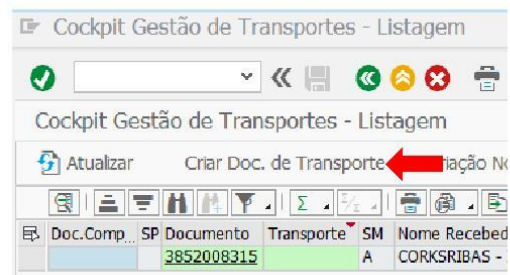 Cockpit Gestão de Transportes - Listagem
Cockpit Gestão de Transportes - Listagem
Atualizar Criar Doc. de Transporte
Doc.Comp... SP Documento Transporte SM Nome
3852008315 A CORKSRIBAS -